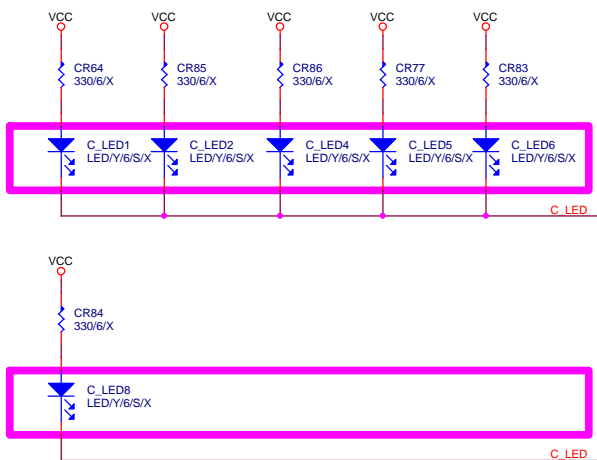 VCC VCC VCC VCC VCC
CR64 CR85 CR86 CR77 CR83
330/6/X 330/6/X 330/6/X 330/6/X 330/6/X
C_LED1 C_LED2 C_LED4 C_LED5 C_LED6
LED/Y/6/S/X LED/Y/6/S/X LED/Y/6/S/X LED/Y/6/S/X LED/Y/6/S/X
C_LED
VCC
CR84
330/6/X
C_LED8
LED/Y/6/S/X
C_LED